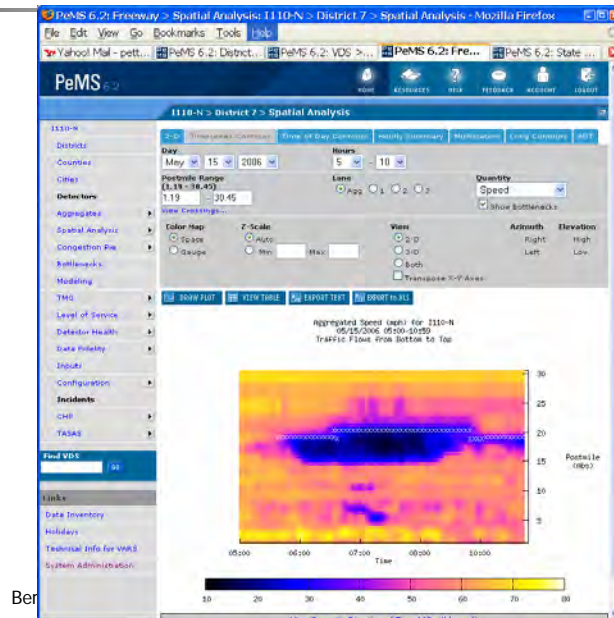 PeMS 6.2: Freeway > Spatial Analysis: I110-N > District 7 > Spatial Analysis - Mozilla Firefox
File Edit View Go Bookmarks Tools Help
Yahoo! Mail - pett... PeMS 6.2: District... PeMS 6.2: VDS >... PeMS 6.2: Fre... PeMS 6.2: State ...
PeMS 6.2
HOME RESOURCES HELP FEEDBACK ACCOUNT LOGOUT
I110-N > District 7 > Spatial Analysis
I110-N
Districts
Counties
Cities
Detectors
Aggregates
Spatial Analysis
Congestion Pie
Bottlenecks
Modeling
TMG
Level of Service
Detector Health
Data Fidelity
Inputs
Configuration
Incidents
CHP
TASAS
Find VDS
GO
Links
Data Inventory
Holidays
Technical Info for VARS
System Administration
2-D Timeseries Contours Time of Day Contours Hourly Summary Long Contours ADT
Day Hours
May 15 2006 5 - 10
Postmile Range Lane Quantity
(1.19 - 30.45) Agg 1 2 3 Speed
1.19 - 30.45 Show Bottlenecks
View Crossings...
Color Map Z-Scale View Azimuth Elevation
Space Auto 2-D Right High
Gauge Min Max 3-D Left Low
Both
Transpose X-Y Axes
DRAW PLOT VIEW TABLE EXPORT TEXT EXPORT to XLS
Aggregated Speed (mph) for I110-N
05/15/2006 05:00-10:59
Traffic Flows from Bottom to Top
30
25
20
15
10
5
Postmile
(Abs)
05:00 06:00 07:00 08:00 10:00
Time
10 20 30 40 50 60 70 80
Ber